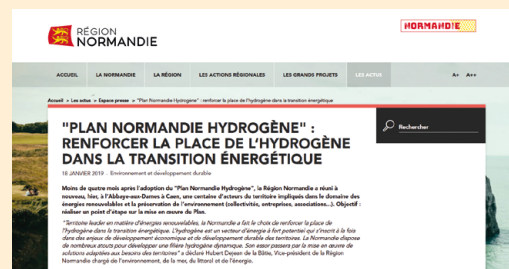 RÉGION
NORMANDIE
NORMANDIE
ACCUEIL LA NORMANDIE LA RÉGION LES ACTIONS RÉGIONALES LES GRANDS PROJETS LES ACTUS A+ A++
Accueil » Les actus » Espace presse » "Plan Normandie Hydrogène" : renforcer la place de l'hydrogène dans la transition énergétique
"PLAN NORMANDIE HYDROGÈNE" :
RENFORCER LA PLACE DE L'HYDROGÈNE
DANS LA TRANSITION ÉNERGÉTIQUE
Rechercher
16 JANVIER 2019 - Environnement et développement durable
Moins de quatre mois après l'adoption du "Plan Normandie Hydrogène", la Région Normandie a réuni à
nouveau, hier, à l'Abbaye-aux-Dames à Caen, une centaine d'acteurs du territoire impliqués dans le domaine des
énergies renouvelables et la préservation de l'environnement (collectivités, entreprises, associations...). Objectif :
réaliser un point d'étape sur la mise en œuvre du Plan.
"Territoire leader en matière d'énergies renouvelables, la Normandie a fait le choix de renforcer la place de
l'Hydrogène dans la transition énergétique. L'hydrogène est un vecteur d'énergie à fort potentiel qui s'inscrit à la fois
dans des enjeux de développement économique et de développement durable des territoires. La Normandie dispose
de nombreux atouts pour développer une filière hydrogène dynamique. Son essor passera par la mise en œuvre de
solutions adaptées aux besoins des territoires" a déclaré Hubert Dejean de la Bâtie, Vice-président de la Région
Normandie chargé de l'environnement, de la mer, du littoral et de l'énergie.